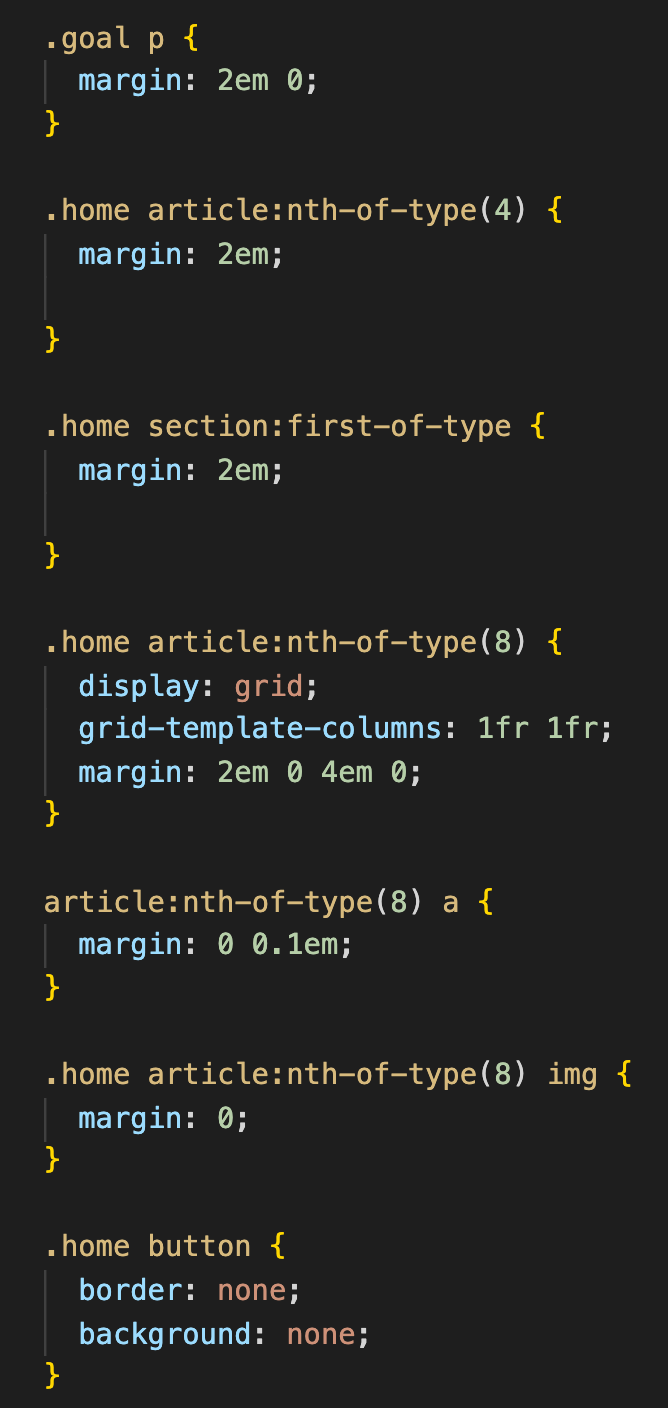 .goal p {
  margin: 2em 0;
}
.home article:nth-of-type(4) {
  margin: 2em;
}
.home section:first-of-type {
  margin: 2em;
}
.home article:nth-of-type(8) {
  display: grid;
  grid-template-columns: 1fr 1fr;
  margin: 2em 0 4em 0;
}
article:nth-of-type(8) a {
  margin: 0 0.1em;
}
.home article:nth-of-type(8) img {
  margin: 0;
}
.home button {
  border: none;
  background: none;
}